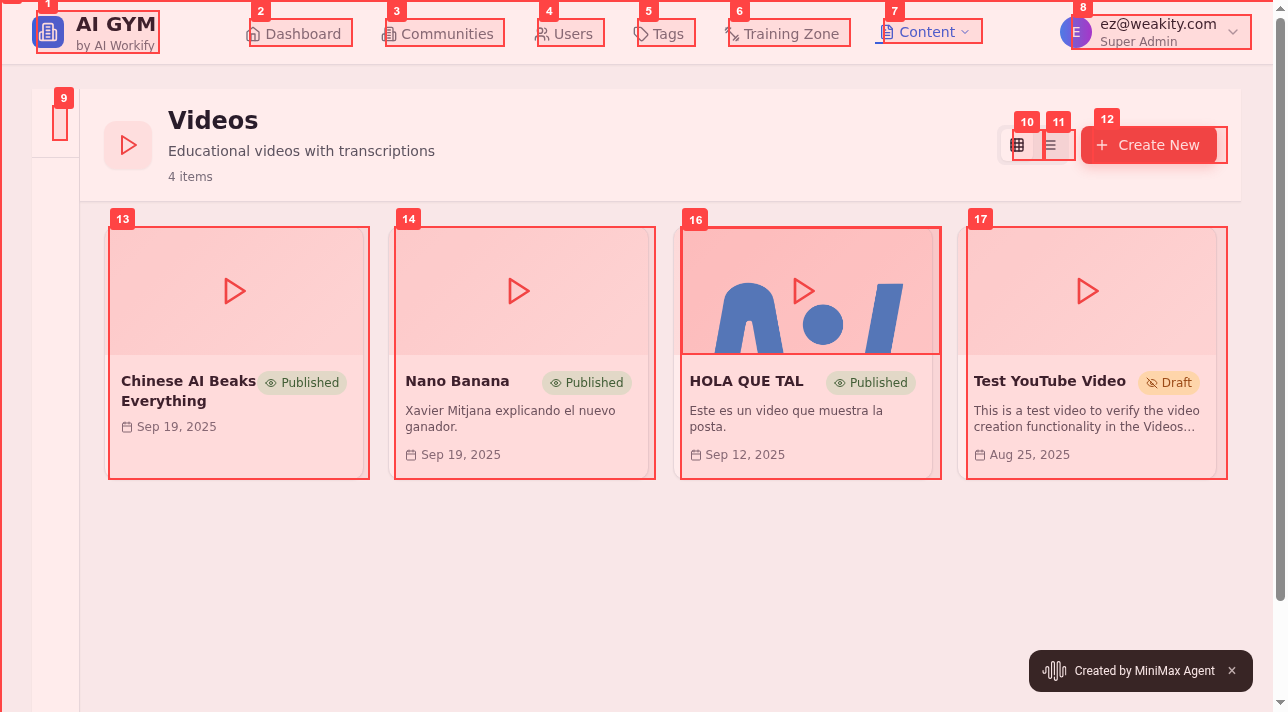 1
AI GYM
by AI Workify
2
Dashboard
3
Communities
4
Users
5
Tags
6
Training Zone
7
Content
8
E
ez@weakity.com
Super Admin
9
Videos
Educational videos with transcriptions
4 items
10
11
12
Create New
13
Chinese AI Beaks Everything
Published
Sep 19, 2025
14
Nano Banana
Published
Xavier Mitjana explicando el nuevo
ganador.
Sep 19, 2025
16
HOLA QUE TAL
Published
Este es un video que muestra la
posta.
Sep 12, 2025
17
Test YouTube Video
Draft
This is a test video to verify the video
creation functionality in the Videos...
Aug 25, 2025
Created by MiniMax Agent